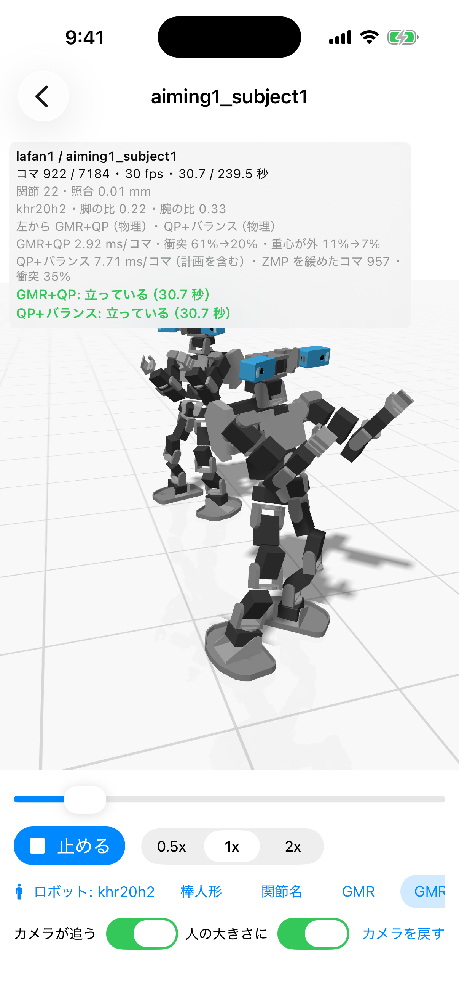 9:41
aiming1_subject1
lafan1 / aiming1_subject1
コマ 922 / 7184・30 fps・30.7 / 239.5 秒
関節 22・照合 0.01 mm
khr20h2・脚の比 0.22・腕の比 0.33
左から GMR+QP（物理）・QP+バランス（物理）
GMR+QP 2.92 ms/コマ・衝突 61%→20%・重心が外 11%→7%
QP+バランス 7.71 ms/コマ（計画を含む）・ZMP を緩めたコマ 957・
衝突 35%
GMR+QP: 立っている（30.7 秒）
QP+バランス: 立っている（30.7 秒）
止める 0.5x 1x 2x
ロボット: khr20h2 棒人形 関節名 GMR GMR
カメラが追う 人の大きさに カメラを戻す